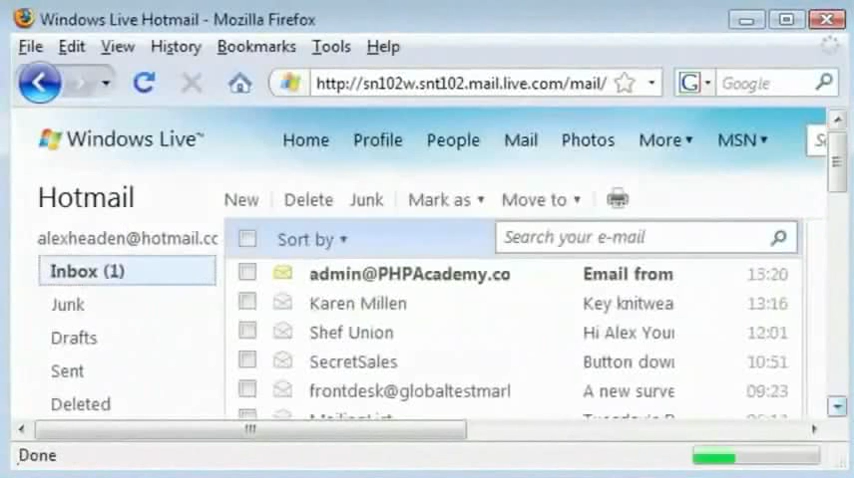 Windows Live Hotmail - Mozilla Firefox
File Edit View History Bookmarks Tools Help
http://sn102w.snt102.mail.live.com/mail/ G Google
Windows Live™ Home Profile People Mail Photos More MSN
Hotmail New Delete Junk Mark as Move to
alexheaden@hotmail.cc Sort by Search your e-mail
Inbox (1) admin@PHPAcademy.co Email from 13:20
Junk Karen Millen Key knitwea 13:16
Drafts Shef Union Hi Alex Your 12:01
Sent SecretSales Button down 10:51
Deleted frontdesk@globaltestmarl A new surve 09:23
MailingList
Done